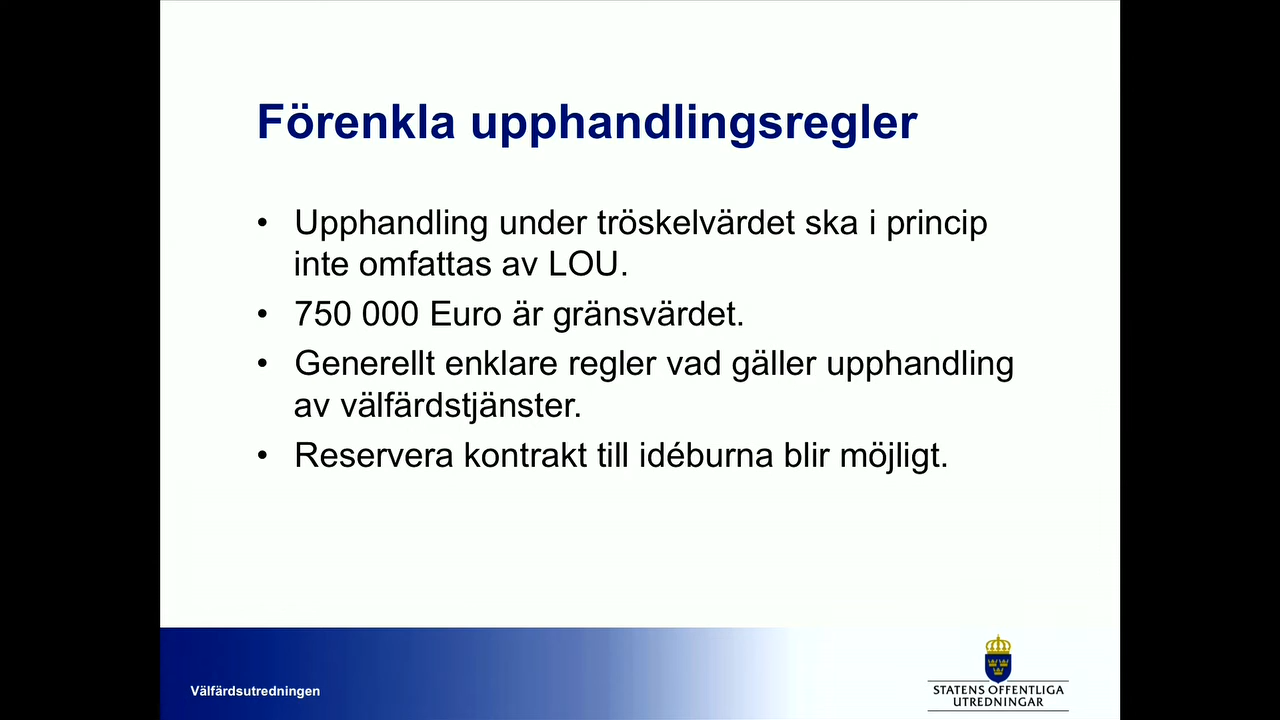 Förenkla upphandlingsregler
• Upphandling under tröskelvärdet ska i princip
inte omfattas av LOU.
• 750 000 Euro är gränsvärdet.
• Generellt enklare regler vad gäller upphandling
av välfärdstjänster.
• Reservera kontrakt till idéburna blir möjligt.
Välfärdsutredningen
STATENS OFFENTLIGA
UTREDNINGAR